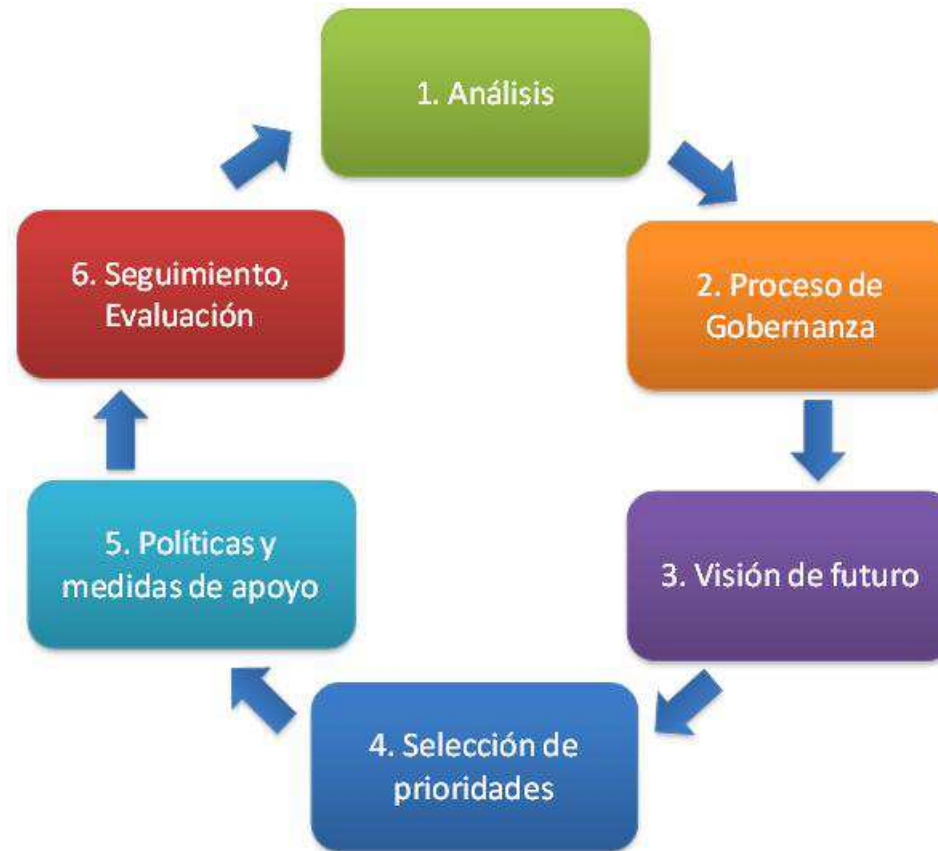 1. Análisis
2. Proceso de
Gobernanza
3. Visión de futuro
4. Selección de
prioridades
5. Políticas y
medidas de apoyo
6. Seguimiento,
Evaluación